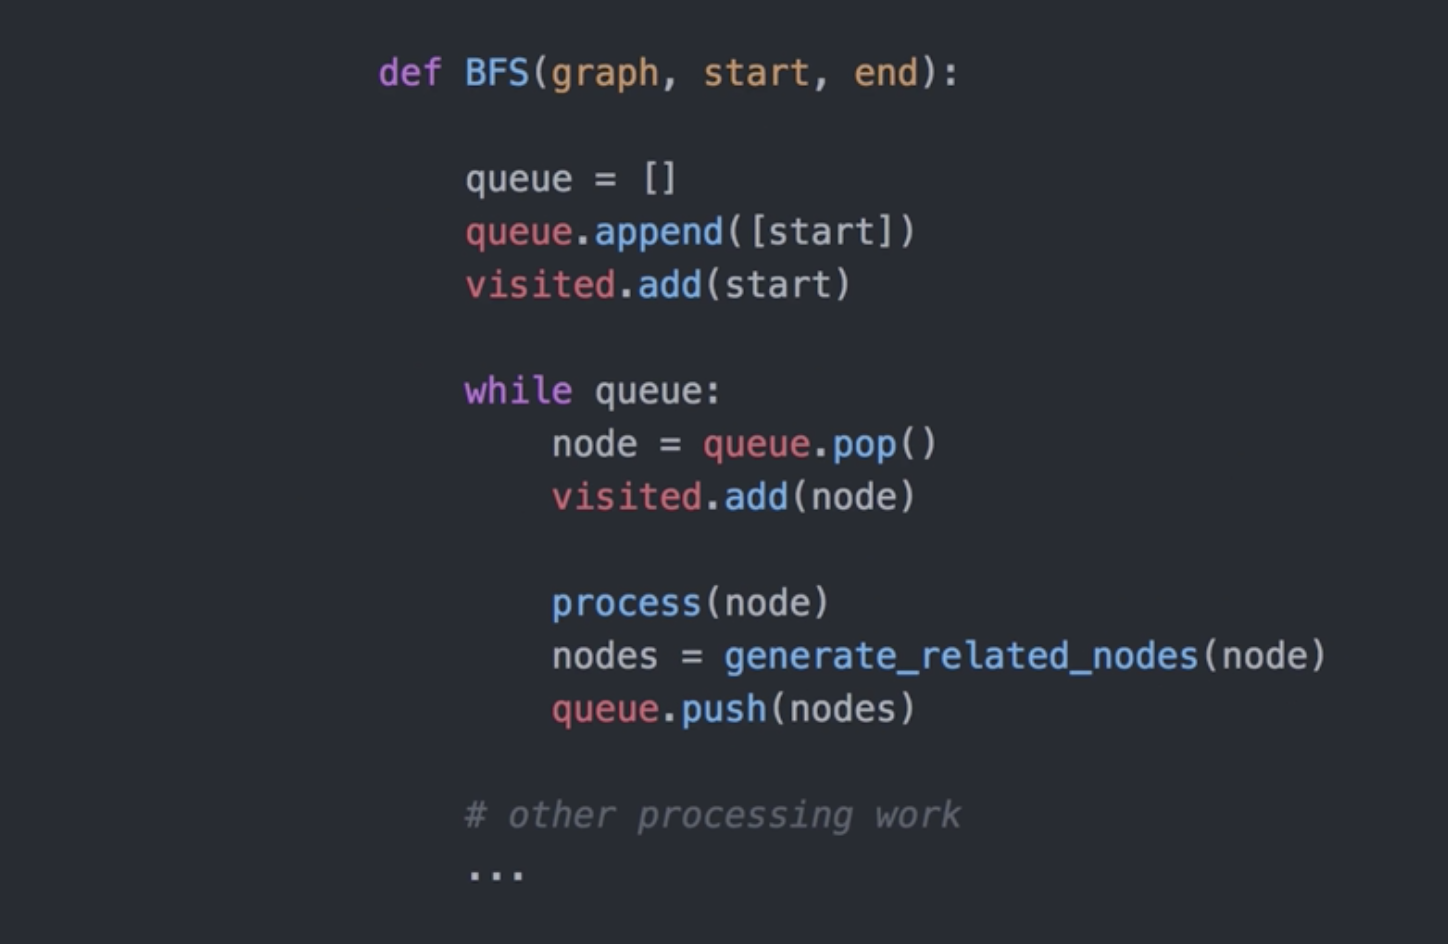 def BFS(graph, start, end):
queue = []
queue.append([start])
visited.add(start)
while queue:
node = queue.pop()
visited.add(node)
process(node)
nodes = generate_related_nodes(node)
queue.push(nodes)
# other processing work
...